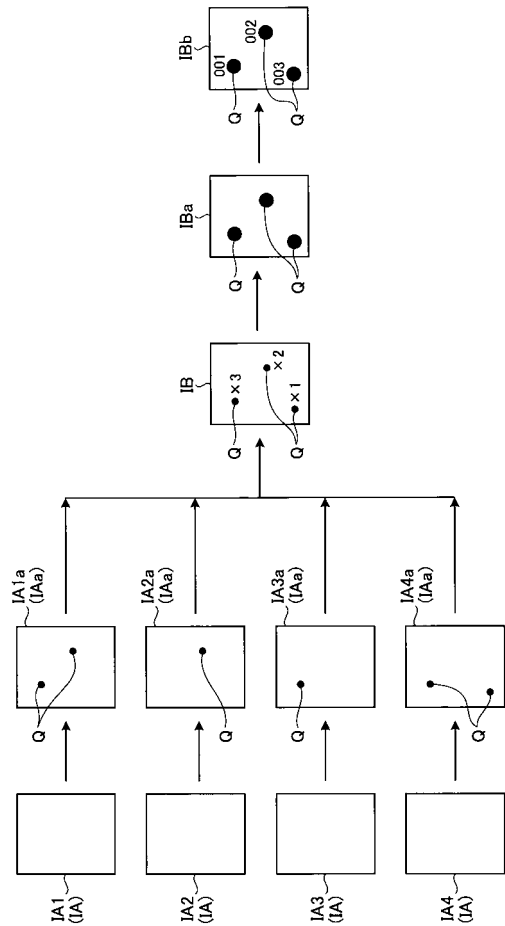 IA1
(IA)
Q
IA1a
(IAa)
IA2
(IA)
Q
IA2a
(IAa)
IA3
(IA)
Q
IA3a
(IAa)
IA4
(IA)
Q
IA4a
(IAa)
IB
Q
×3
×2
×1
Q
IBa
Q
Q
IBb
Q
001
002
003
Q